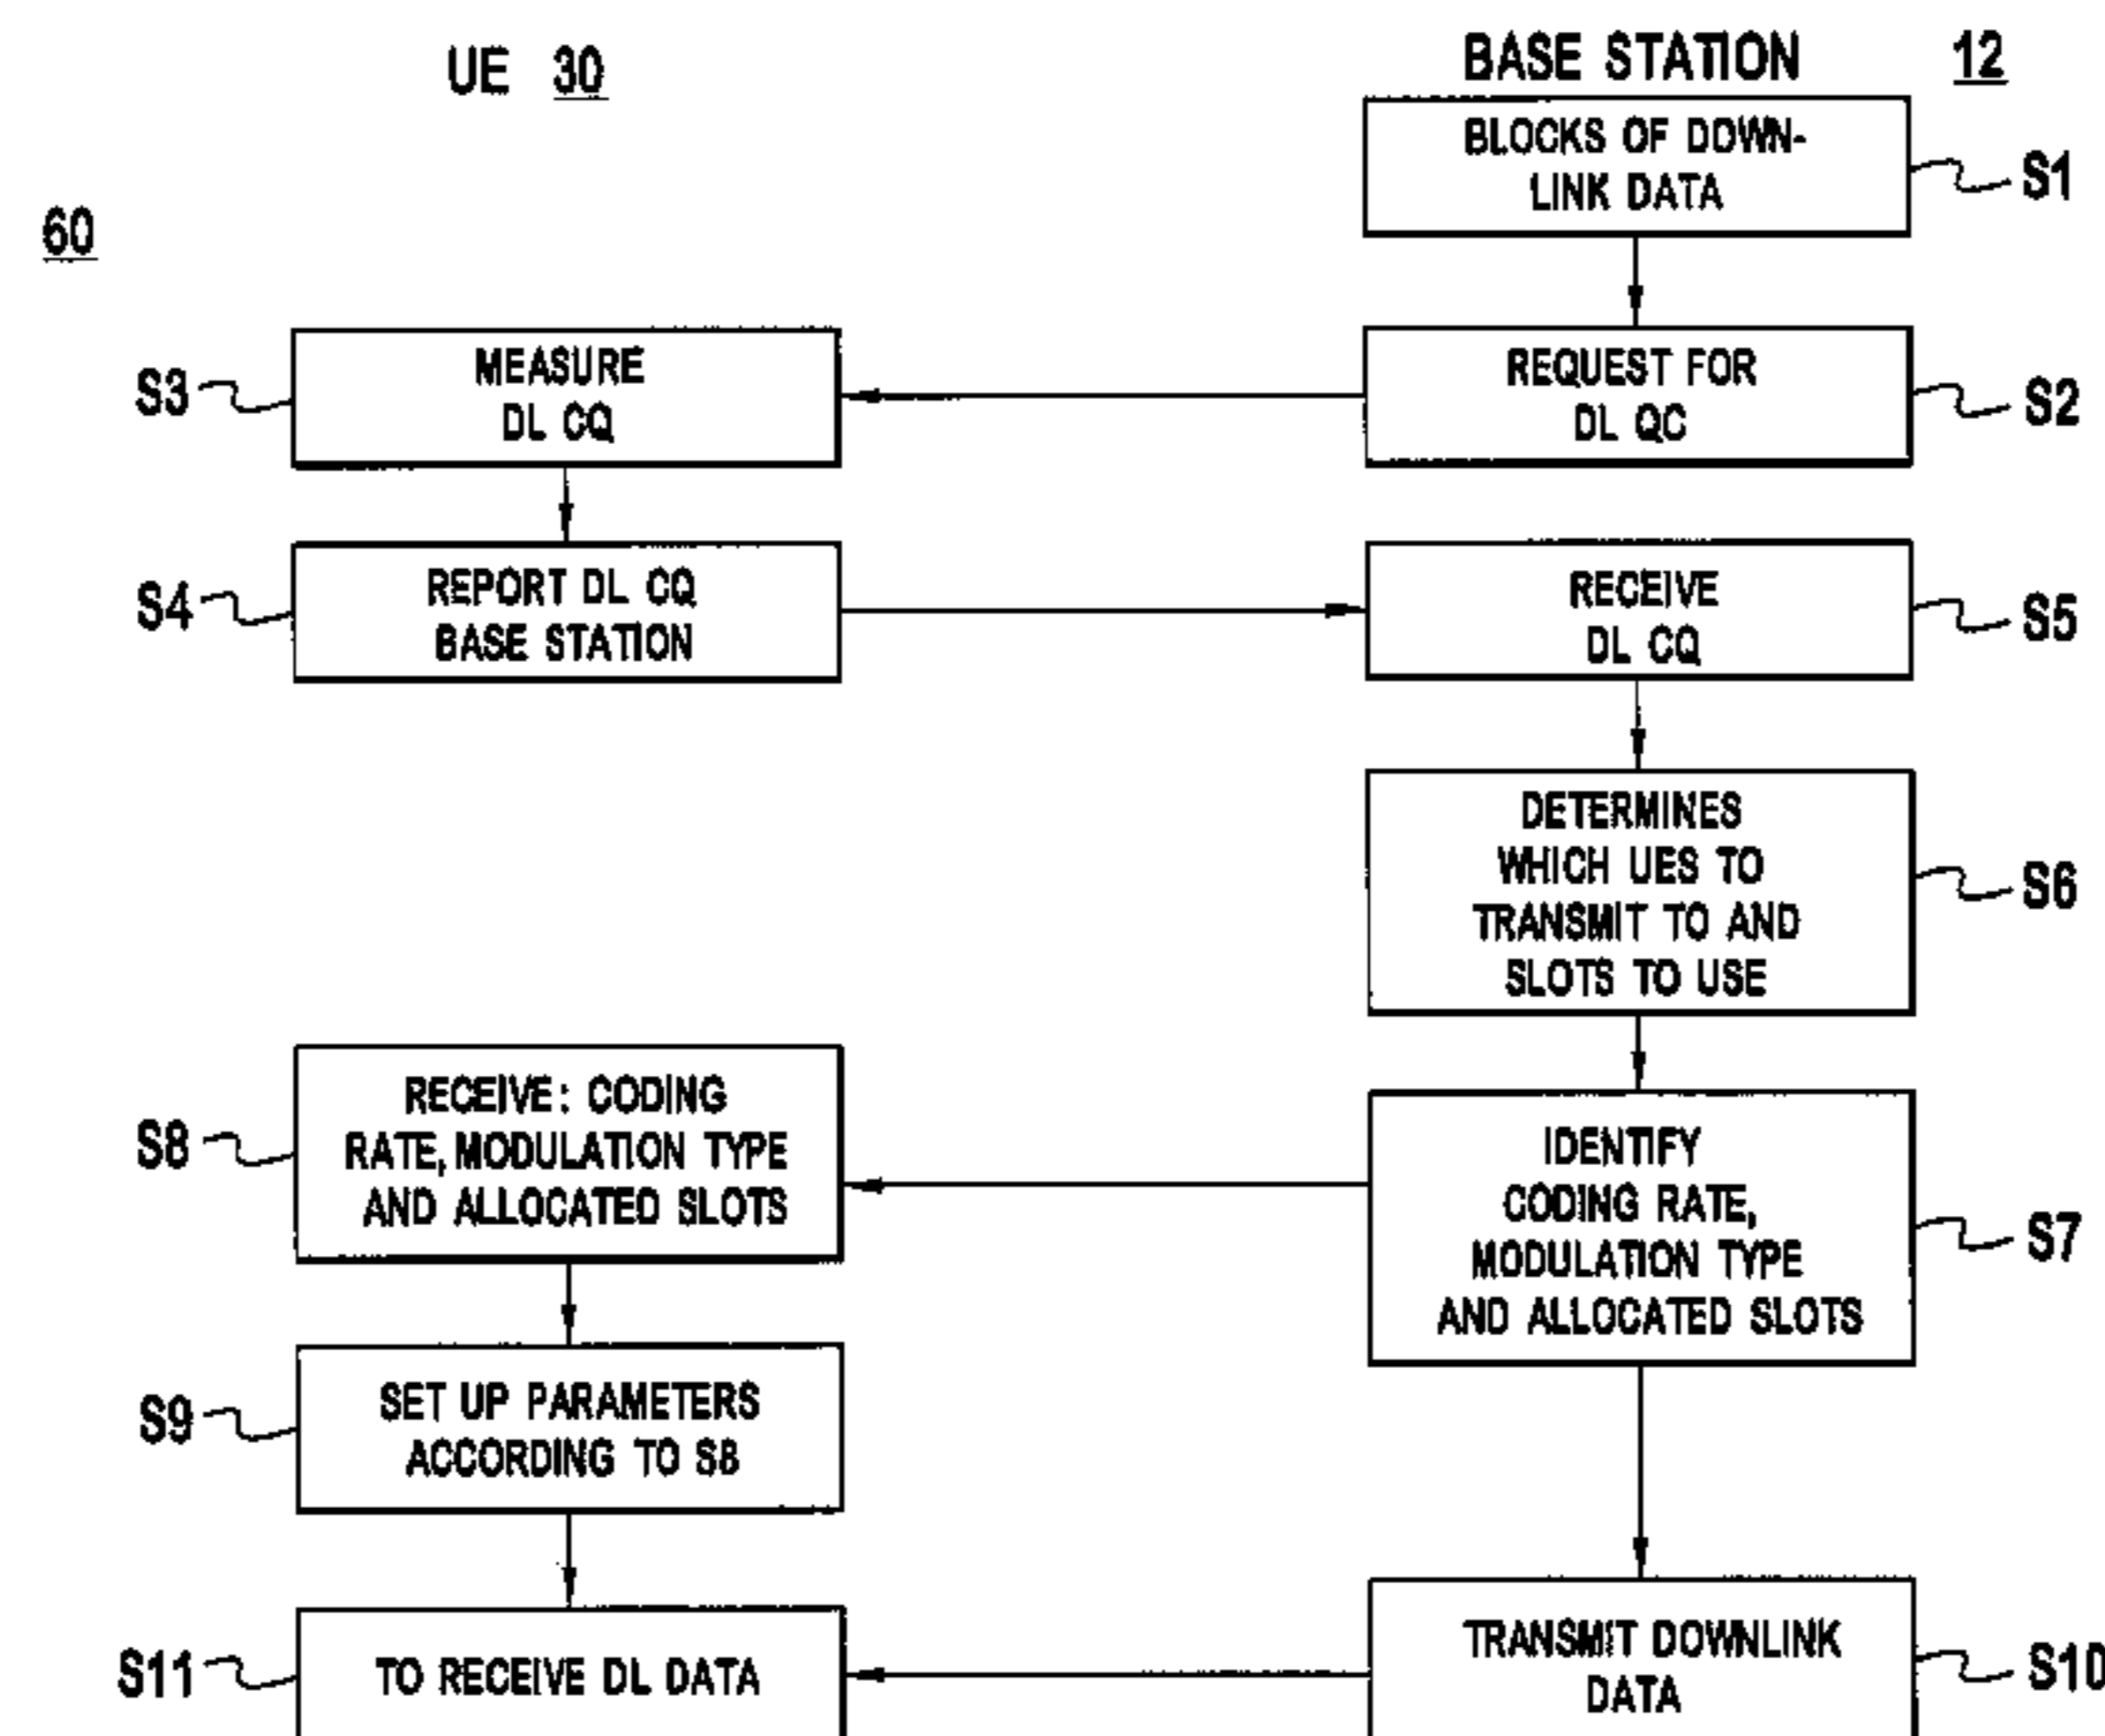 UE 30
BASE STATION 12
60
BLOCKS OF DOWN-
LINK DATA
S1
REQUEST FOR
DL QC
S2
MEASURE
DL CQ
S3
REPORT DL CQ
BASE STATION
S4
RECEIVE
DL CQ
S5
DETERMINES
WHICH UES TO
TRANSMIT TO AND
SLOTS TO USE
S6
IDENTIFY
CODING RATE,
MODULATION TYPE
AND ALLOCATED SLOTS
S7
RECEIVE: CODING
RATE, MODULATION TYPE
AND ALLOCATED SLOTS
S8
SET UP PARAMETERS
ACCORDING TO S8
S9
TRANSMIT DOWNLINK
DATA
S10
TO RECEIVE DL DATA
S11